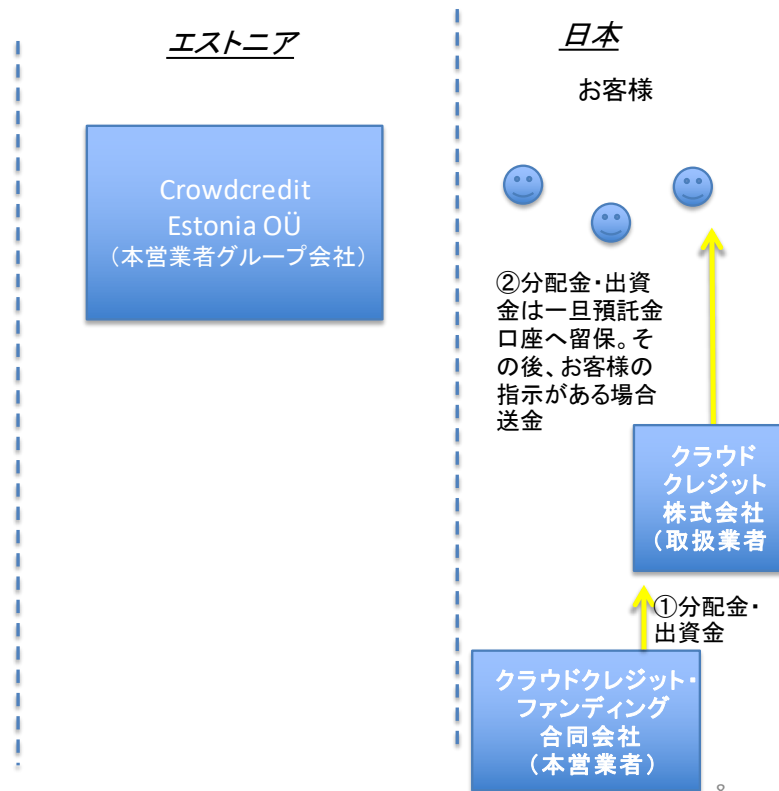 エストニア
日本
お客様
Crowdcredit
Estonia OÜ
（本営業者グループ会社）
②分配金・出資
金は一旦預託金
口座へ留保。そ
の後、お客様の
指示がある場合
送金
クラウド
クレジット
株式会社
（取扱業者
①分配金・
出資金
クラウドクレジット・
ファンディング
合同会社
（本営業者）